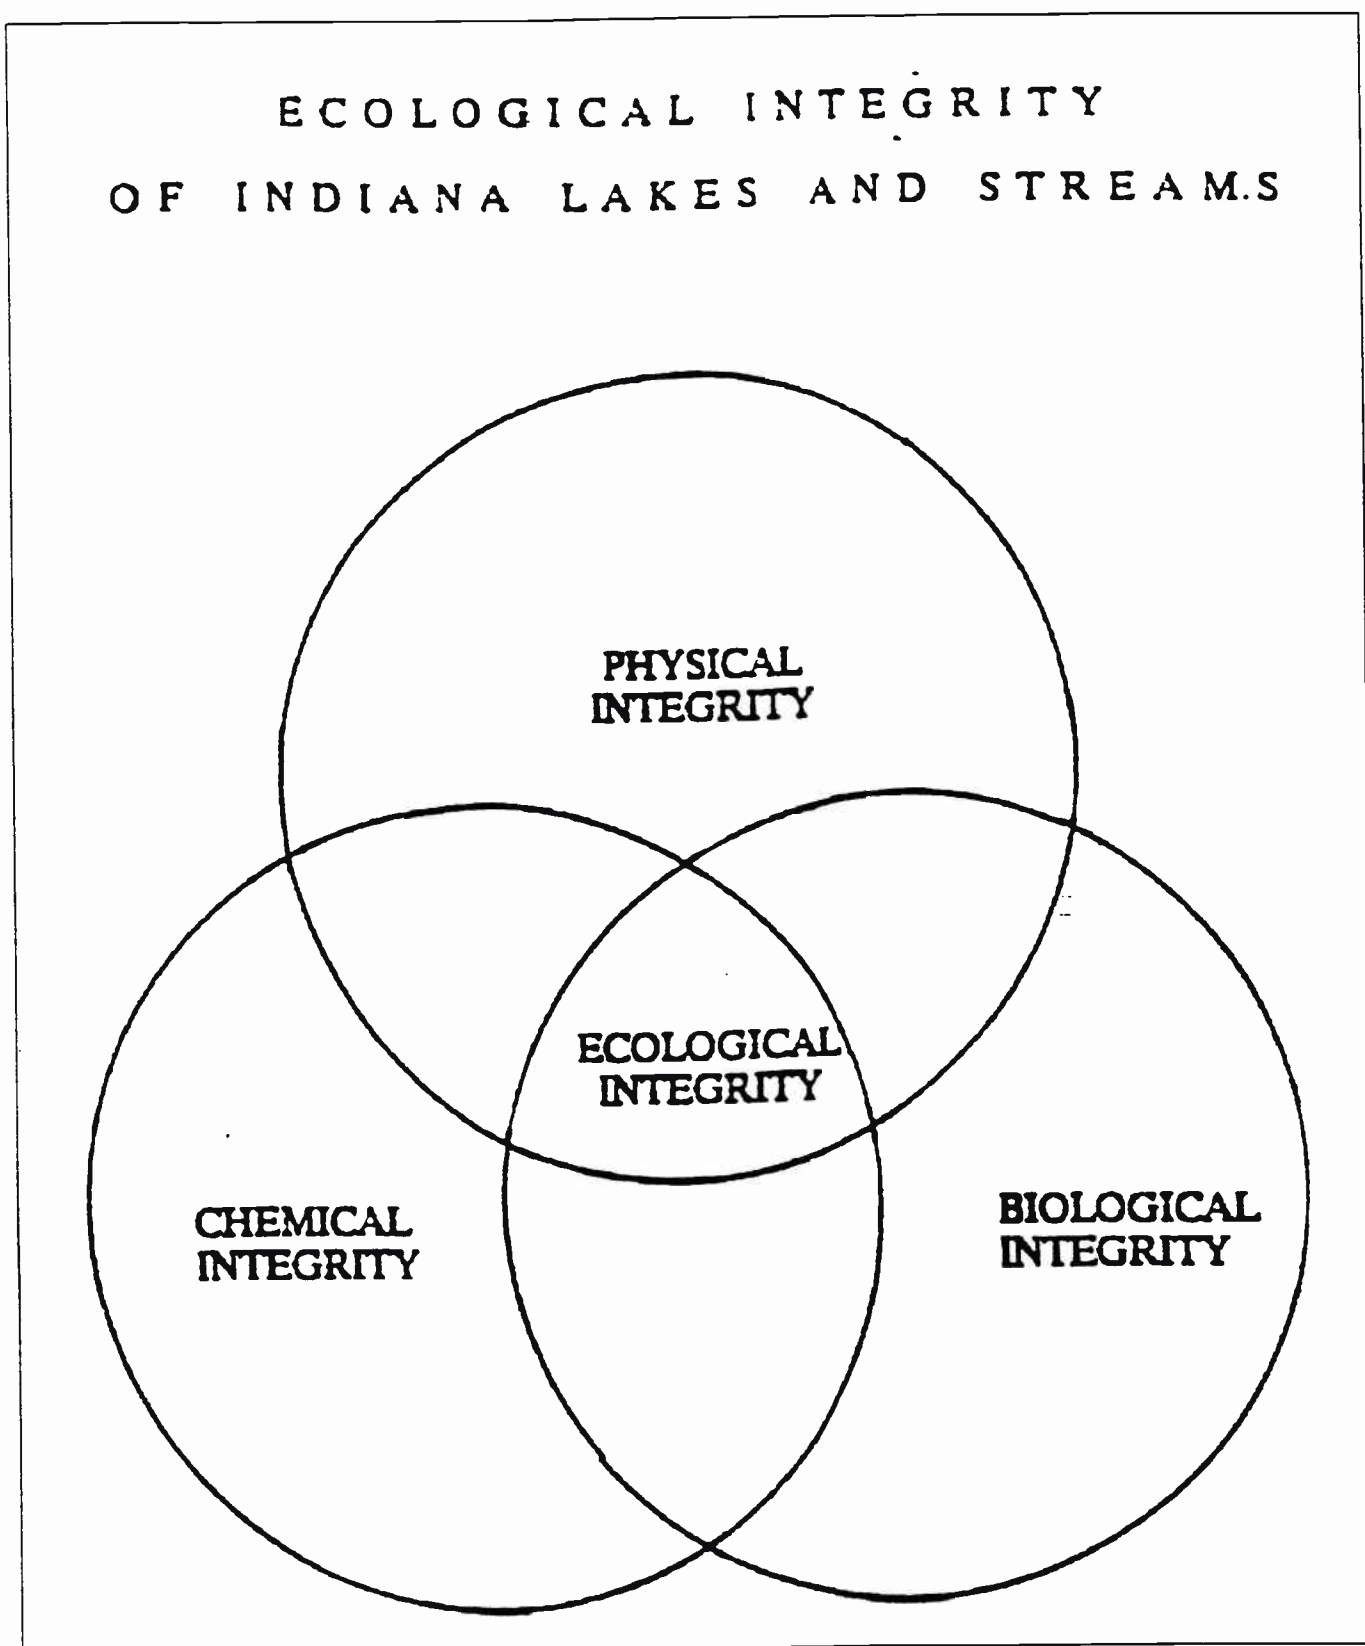 ECOLOGICAL INTEGRITY
OF INDIANA LAKES AND STREAMS
PHYSICAL
INTEGRITY
ECOLOGICAL
INTEGRITY
CHEMICAL
INTEGRITY
BIOLOGICAL
INTEGRITY